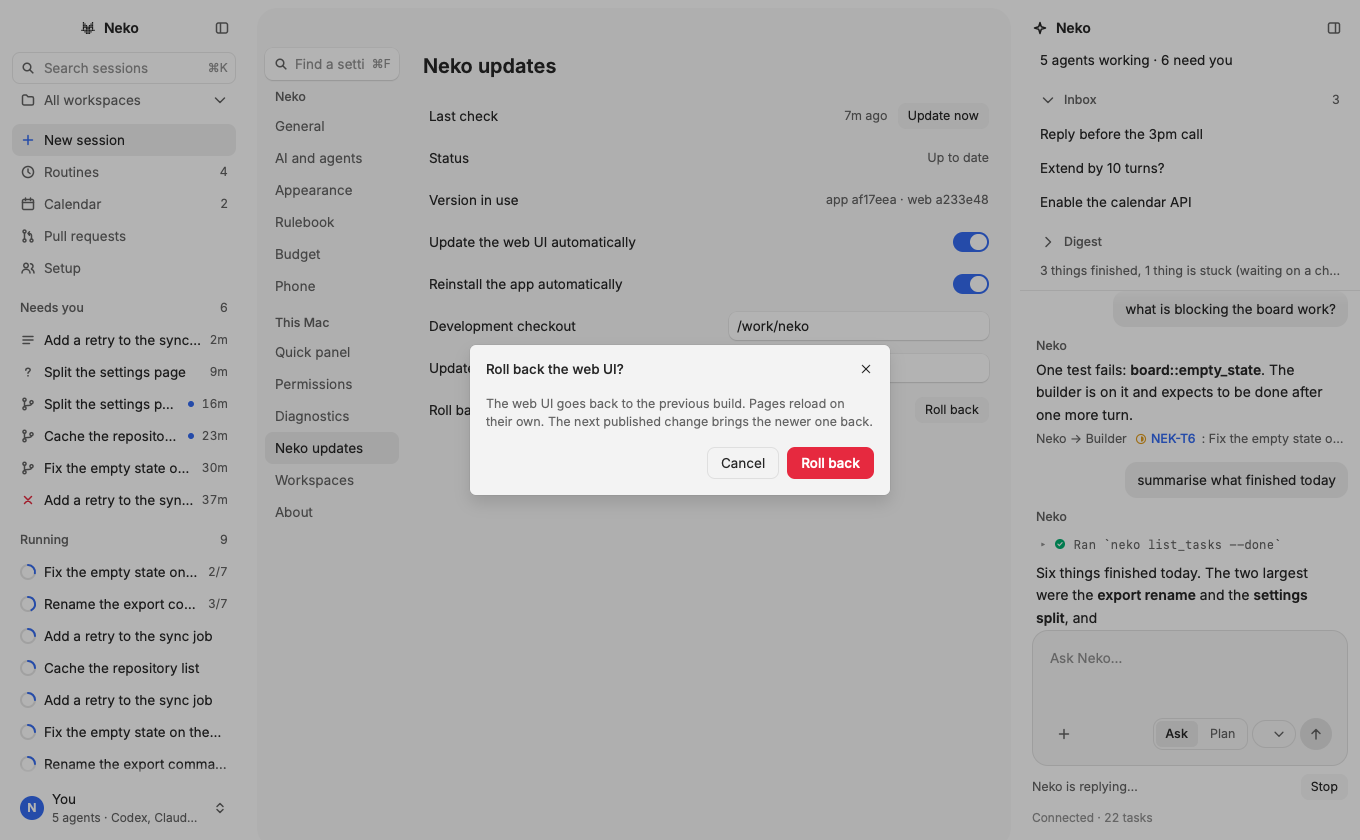 Neko
Search sessions ⌘K
All workspaces
New session
Routines 4
Calendar 2
Pull requests
Setup
Needs you 6
Add a retry to the sync... 2m
? Split the settings page 9m
Split the settings p... 16m
Cache the reposito... 23m
Fix the empty state o... 30m
Add a retry to the syn... 37m
Running 9
Fix the empty state on... 2/7
Rename the export co... 3/7
Add a retry to the sync job
Cache the repository list
Add a retry to the sync job
Fix the empty state on the...
Rename the export comma...
N
You
5 agents · Codex, Claud...
Find a setti ⌘F
Neko
General
AI and agents
Appearance
Rulebook
Budget
Phone
This Mac
Quick panel
Permissions
Diagnostics
Neko updates
Workspaces
About
Neko updates
Last check 7m ago Update now
Status Up to date
Version in use app af17eea · web a233e48
Update the web UI automatically
Reinstall the app automatically
Development checkout /work/neko
Update
Roll ba Roll back
Roll back the web UI?
The web UI goes back to the previous build. Pages reload on
their own. The next published change brings the newer one back.
Cancel Roll back
Neko
5 agents working · 6 need you
Inbox 3
Reply before the 3pm call
Extend by 10 turns?
Enable the calendar API
Digest
3 things finished, 1 thing is stuck (waiting on a ch...
what is blocking the board work?
Neko
One test fails: board::empty_state. The
builder is on it and expects to be done after
one more turn.
Neko → Builder NEK-T6 : Fix the empty state o...
summarise what finished today
Neko
Ran `neko list_tasks --done`
Six things finished today. The two largest
were the export rename and the settings
split, and
Ask Neko...
Ask Plan
Neko is replying... Stop
Connected · 22 tasks